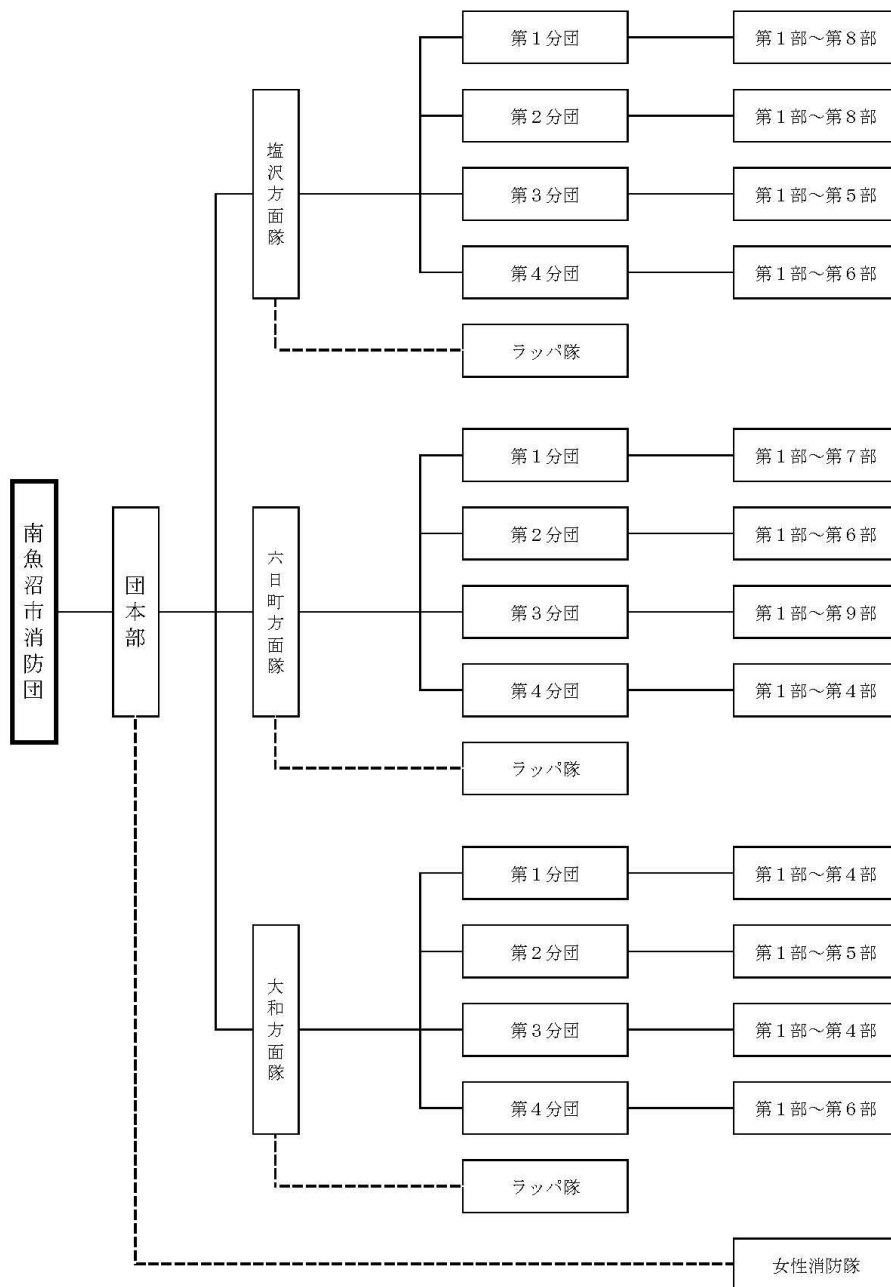 南魚沼市消防団
団本部
塩沢方面隊
第１分団
第１部～第８部
第２分団
第１部～第８部
第３分団
第１部～第５部
第４分団
第１部～第６部
ラッパ隊
六日町方面隊
第１分団
第１部～第７部
第２分団
第１部～第６部
第３分団
第１部～第９部
第４分団
第１部～第４部
ラッパ隊
大和方面隊
第１分団
第１部～第４部
第２分団
第１部～第５部
第３分団
第１部～第４部
第４分団
第１部～第６部
ラッパ隊
女性消防隊